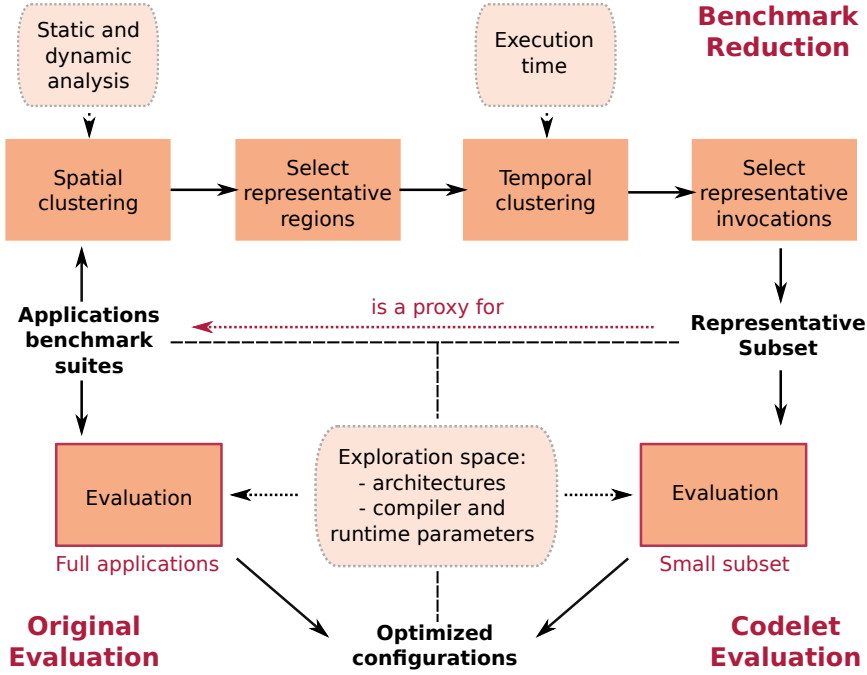 Static and
dynamic
analysis
Execution
time
Benchmark
Reduction
Spatial
clustering
Select
representative
regions
Temporal
clustering
Select
representative
invocations
Applications
benchmark
suites
is a proxy for
Representative
Subset
Evaluation
Full applications
Exploration space:
- architectures
- compiler and
runtime parameters
Evaluation
Small subset
Original
Evaluation
Optimized
configurations
Codelet
Evaluation